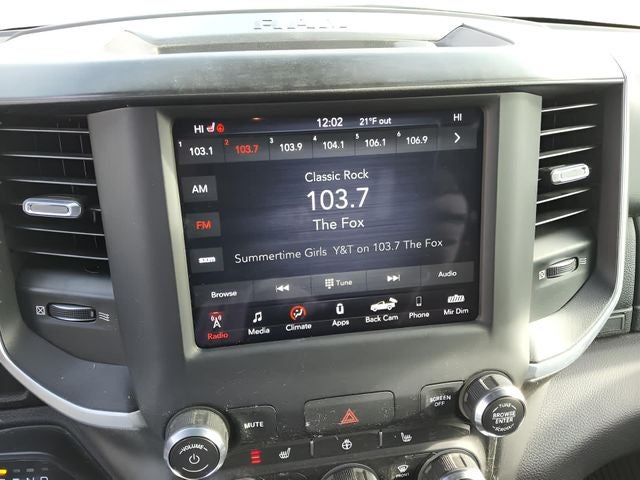 RAM
HI 12:02 21°F out HI
1 103.1 2 103.7 3 103.9 4 104.1 5 106.1 6 106.9
Classic Rock
AM 103.7
FM The Fox
sxm Summertime Girls Y&T on 103.7 The Fox
Browse Tune Audio
Radio Media Climate Apps Back Cam Phone Mir Dim
MUTE SCREEN OFF
VOLUME TUNE BROWSE ENTER SCROLL
FRONT